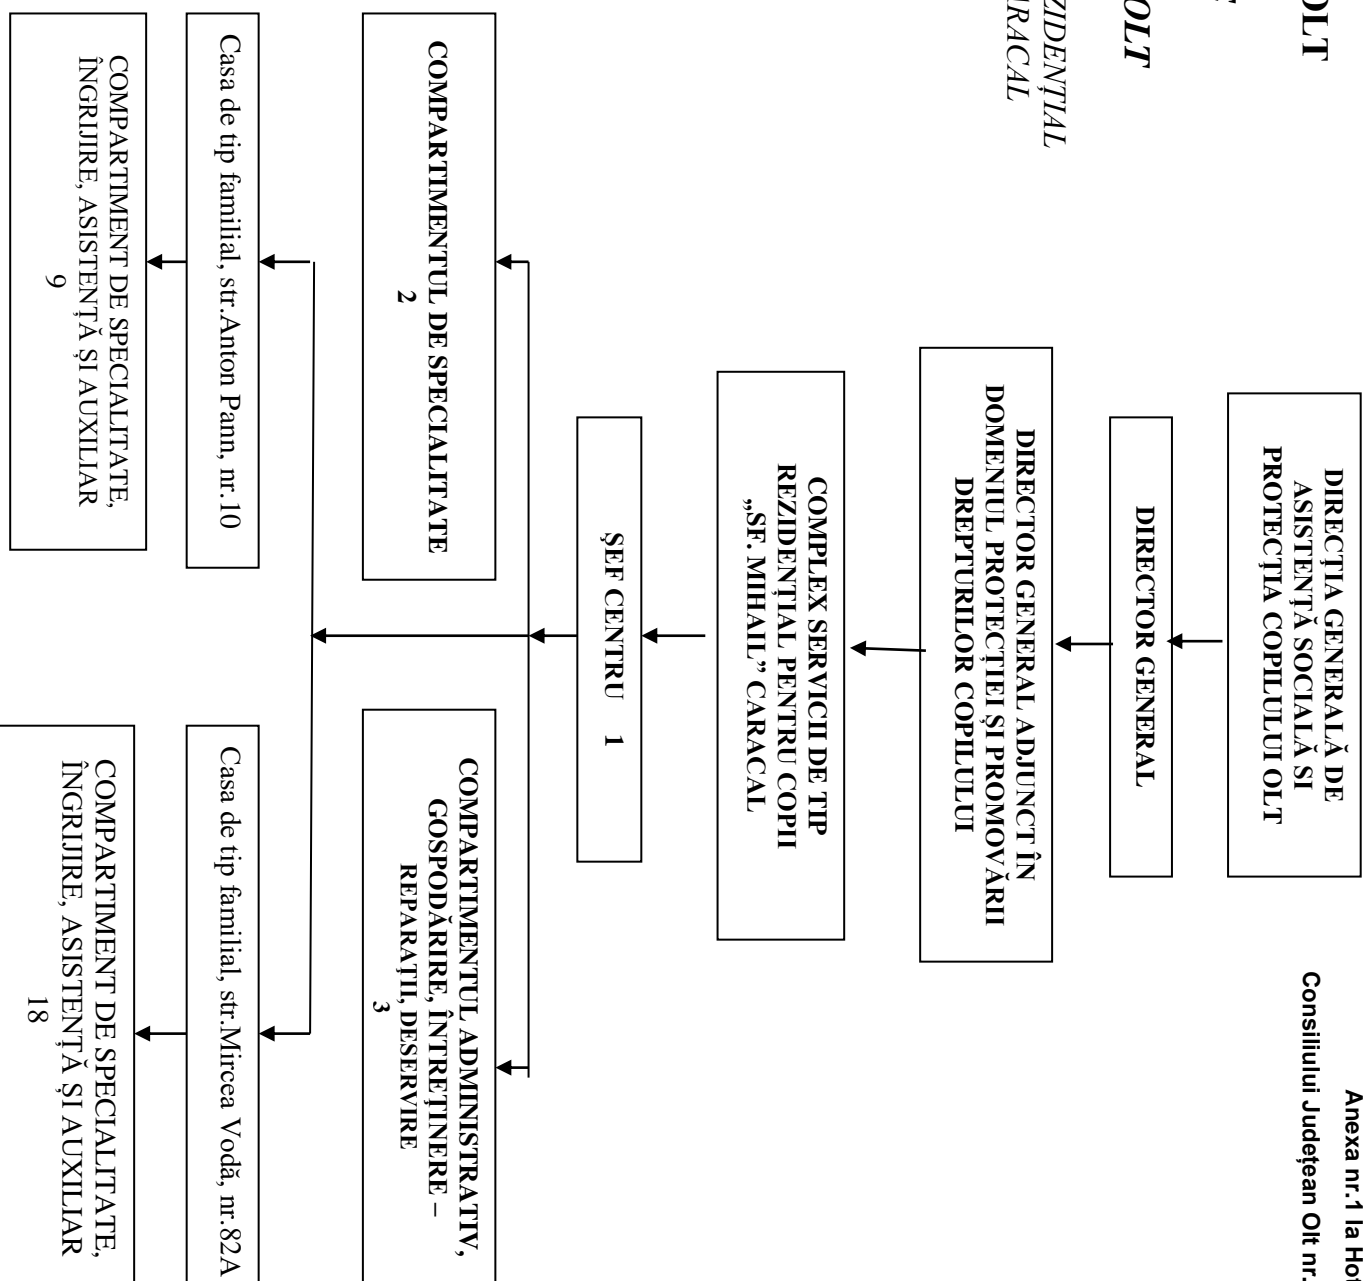 OLT
OLT
ZIDENȚIAL
ARACAL
Anexa nr.1 la Hot
Consiliului Județean Olt nr.
DIRECȚIA GENERALĂ DE
ASISTENȚĂ SOCIALĂ SI
PROTECȚIA COPILULUI OLT
DIRECTOR GENERAL
DIRECTOR GENERAL ADJUNCT ÎN
DOMENIUL PROTECȚIEI ȘI PROMOVĂRII
DREPTURILOR COPILULUI
COMPLEX SERVICII DE TIP
REZIDENȚIAL PENTRU COPII
„SF. MIHAIL” CARACAL
ȘEF CENTRU 1
COMPARTIMENTUL DE SPECIALITATE
2
COMPARTIMENTUL ADMINISTRATIV,
GOSPODĂRIRE, ÎNTREȚINERE –
REPARAȚII, DESERVIRE
3
Casa de tip familial, str.Anton Pann, nr.10
Casa de tip familial, str.Mircea Vodă, nr.82A
COMPARTIMENT DE SPECIALITATE,
ÎNGRIJIRE, ASISTENȚĂ ȘI AUXILIAR
9
COMPARTIMENT DE SPECIALITATE,
ÎNGRIJIRE, ASISTENȚĂ ȘI AUXILIAR
18